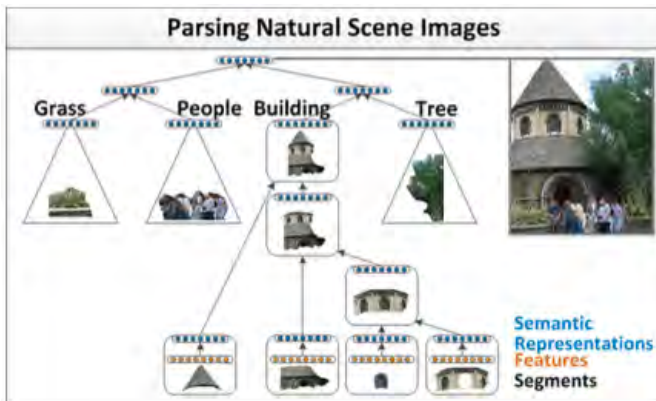 Parsing Natural Scene Images
Grass People Building Tree
Semantic
Representations
Features
Segments